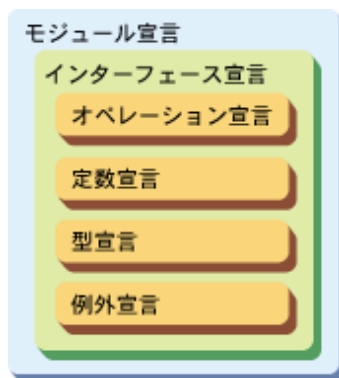 モジュール宣言
インターフェース宣言
オペレーション宣言
定数宣言
型宣言
例外宣言